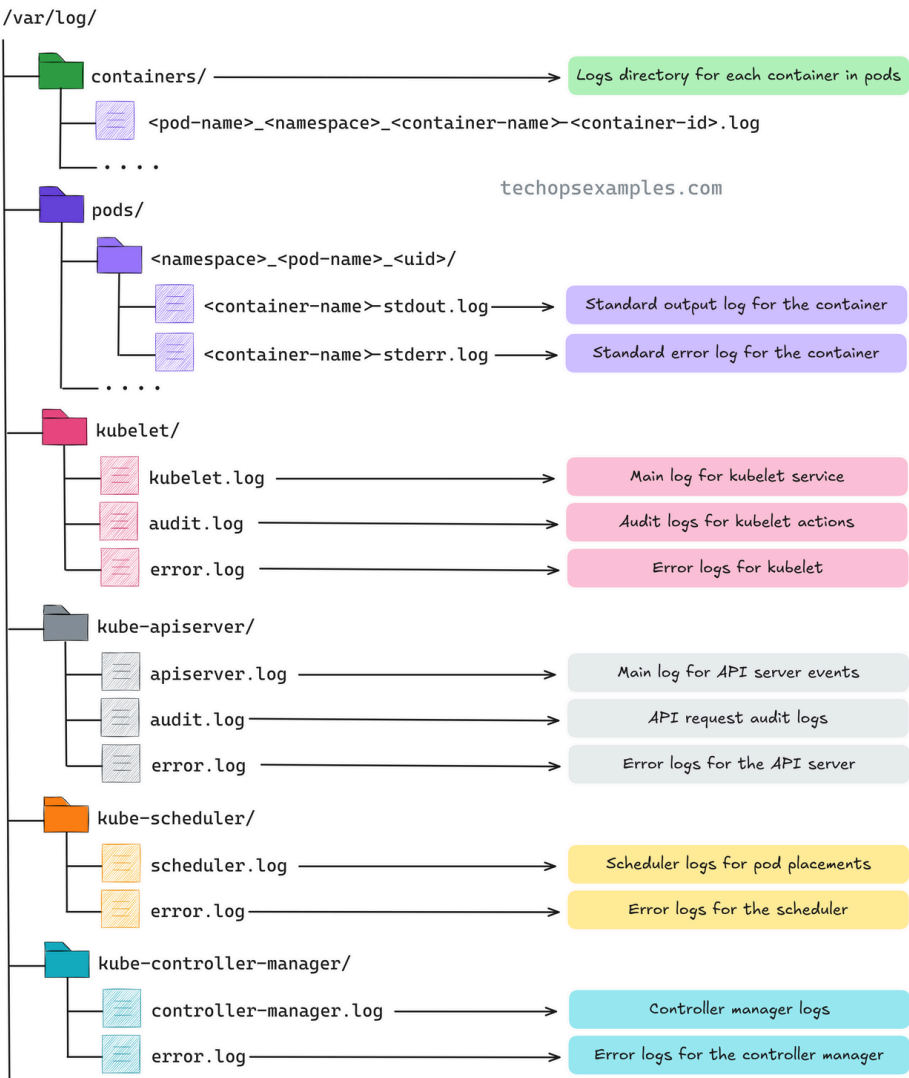 /var/log/
containers/
Logs directory for each container in pods
<pod-name>_<namespace>_<container-name>-<container-id>.log
. . . .
techopsexamples.com
pods/
<namespace>_<pod-name>_<uid>/
<container-name>-stdout.log
Standard output log for the container
<container-name>-stderr.log
Standard error log for the container
. . . .
kubelet/
kubelet.log
Main log for kubelet service
audit.log
Audit logs for kubelet actions
error.log
Error logs for kubelet
kube-apiserver/
apiserver.log
Main log for API server events
audit.log
API request audit logs
error.log
Error logs for the API server
kube-scheduler/
scheduler.log
Scheduler logs for pod placements
error.log
Error logs for the scheduler
kube-controller-manager/
controller-manager.log
Controller manager logs
error.log
Error logs for the controller manager